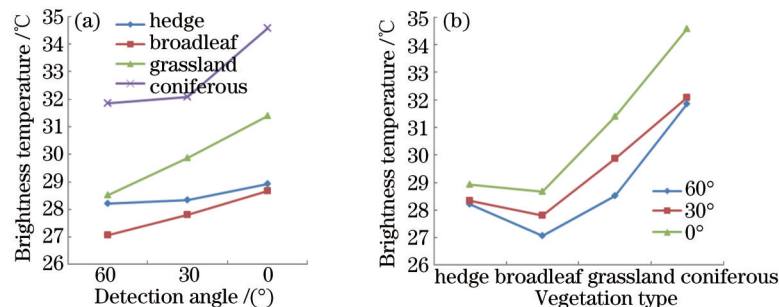 (a)
hedge
broadleaf
grassland
coniferous
Brightness temperature /℃
35
34
33
32
31
30
29
28
27
26
60 30 0
Detection angle /(°)
(b)
Brightness temperature /℃
35
34
33
32
31
30
29
28
27
26
60°
30°
0°
hedge broadleaf grassland coniferous
Vegetation type